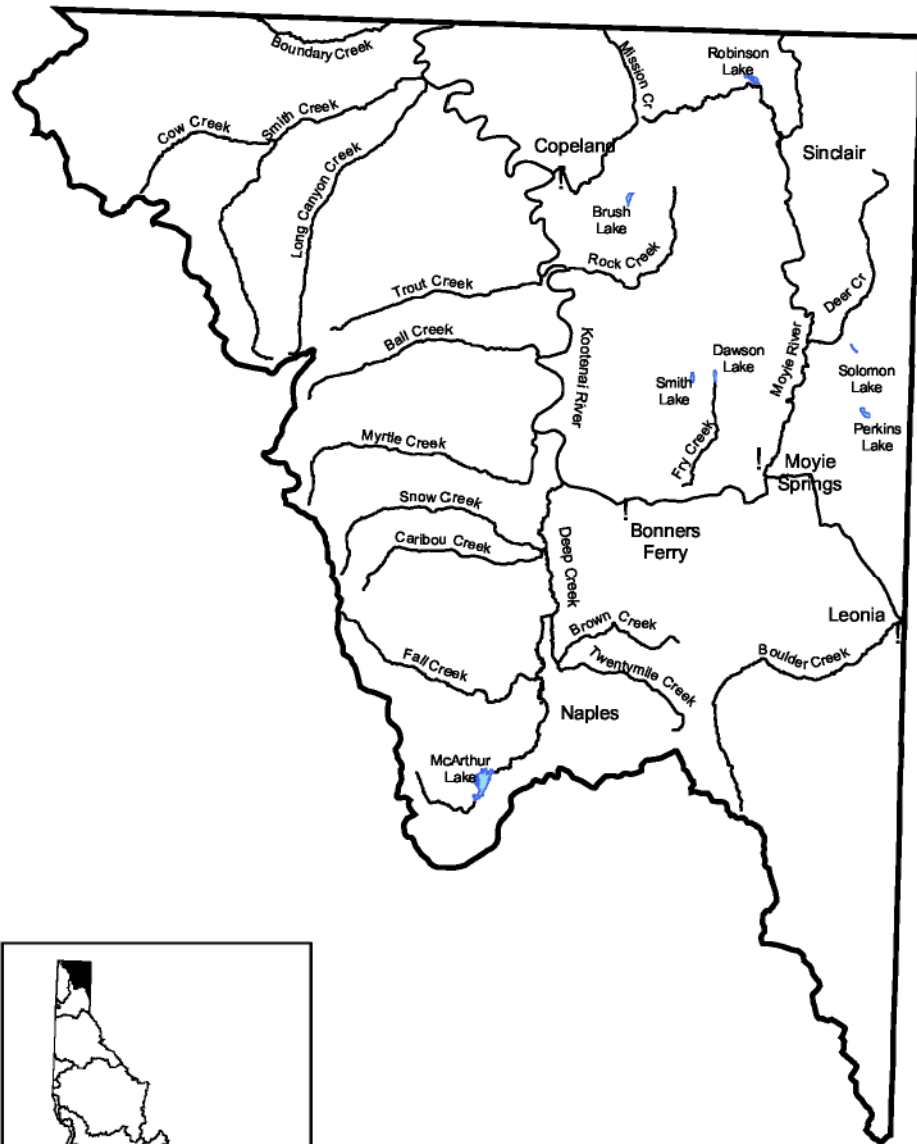 Boundary Creek
Mission Cr
Robinson
Lake
Cow Creek
Smith Creek
Copeland
!
Sinclair
Long Canyon Creek
Brush
Lake
Rock Creek
Trout Creek
Deer Cr
Ball Creek
Kootenai River
Moyie River
Dawson
Lake
Smith
Lake
Solomon
Lake
Perkins
Lake
Fry Creek
Myrtle Creek
!
Moyie
Springs
Snow Creek
!
Bonners
Ferry
Caribou Creek
Deep Creek
Leonia
!
Brown Creek
Fall Creek
Twentymile Creek
Boulder Creek
Naples
McArthur
Lake